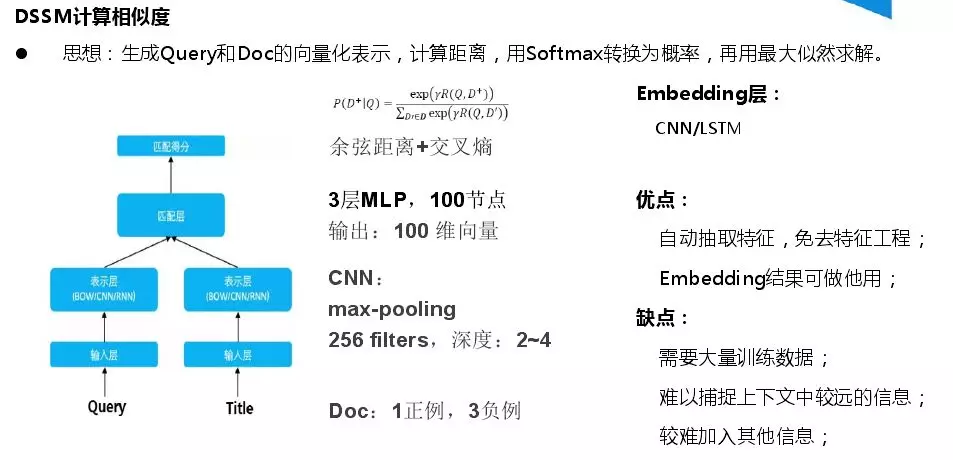 DSSM计算相似度
● 思想：生成Query和Doc的向量化表示，计算距离，用Softmax转换为概率，再用最大似然求解。
P(D⁺|Q) = exp(γR(Q, D⁺)) / ∑D′∈D exp(γR(Q, D′))
余弦距离+交叉熵
3层MLP，100节点
输出：100 维向量
CNN：
max-pooling
256 filters，深度：2~4
Doc：1正例，3负例
匹配得分
匹配层
表示层
(BOW/CNN/RNN)
表示层
(BOW/CNN/RNN)
输入层
输入层
Query
Title
Embedding层：
CNN/LSTM
优点：
自动抽取特征，免去特征工程；
Embedding结果可做他用；
缺点：
需要大量训练数据；
难以捕捉上下文中较远的信息；
较难加入其他信息；